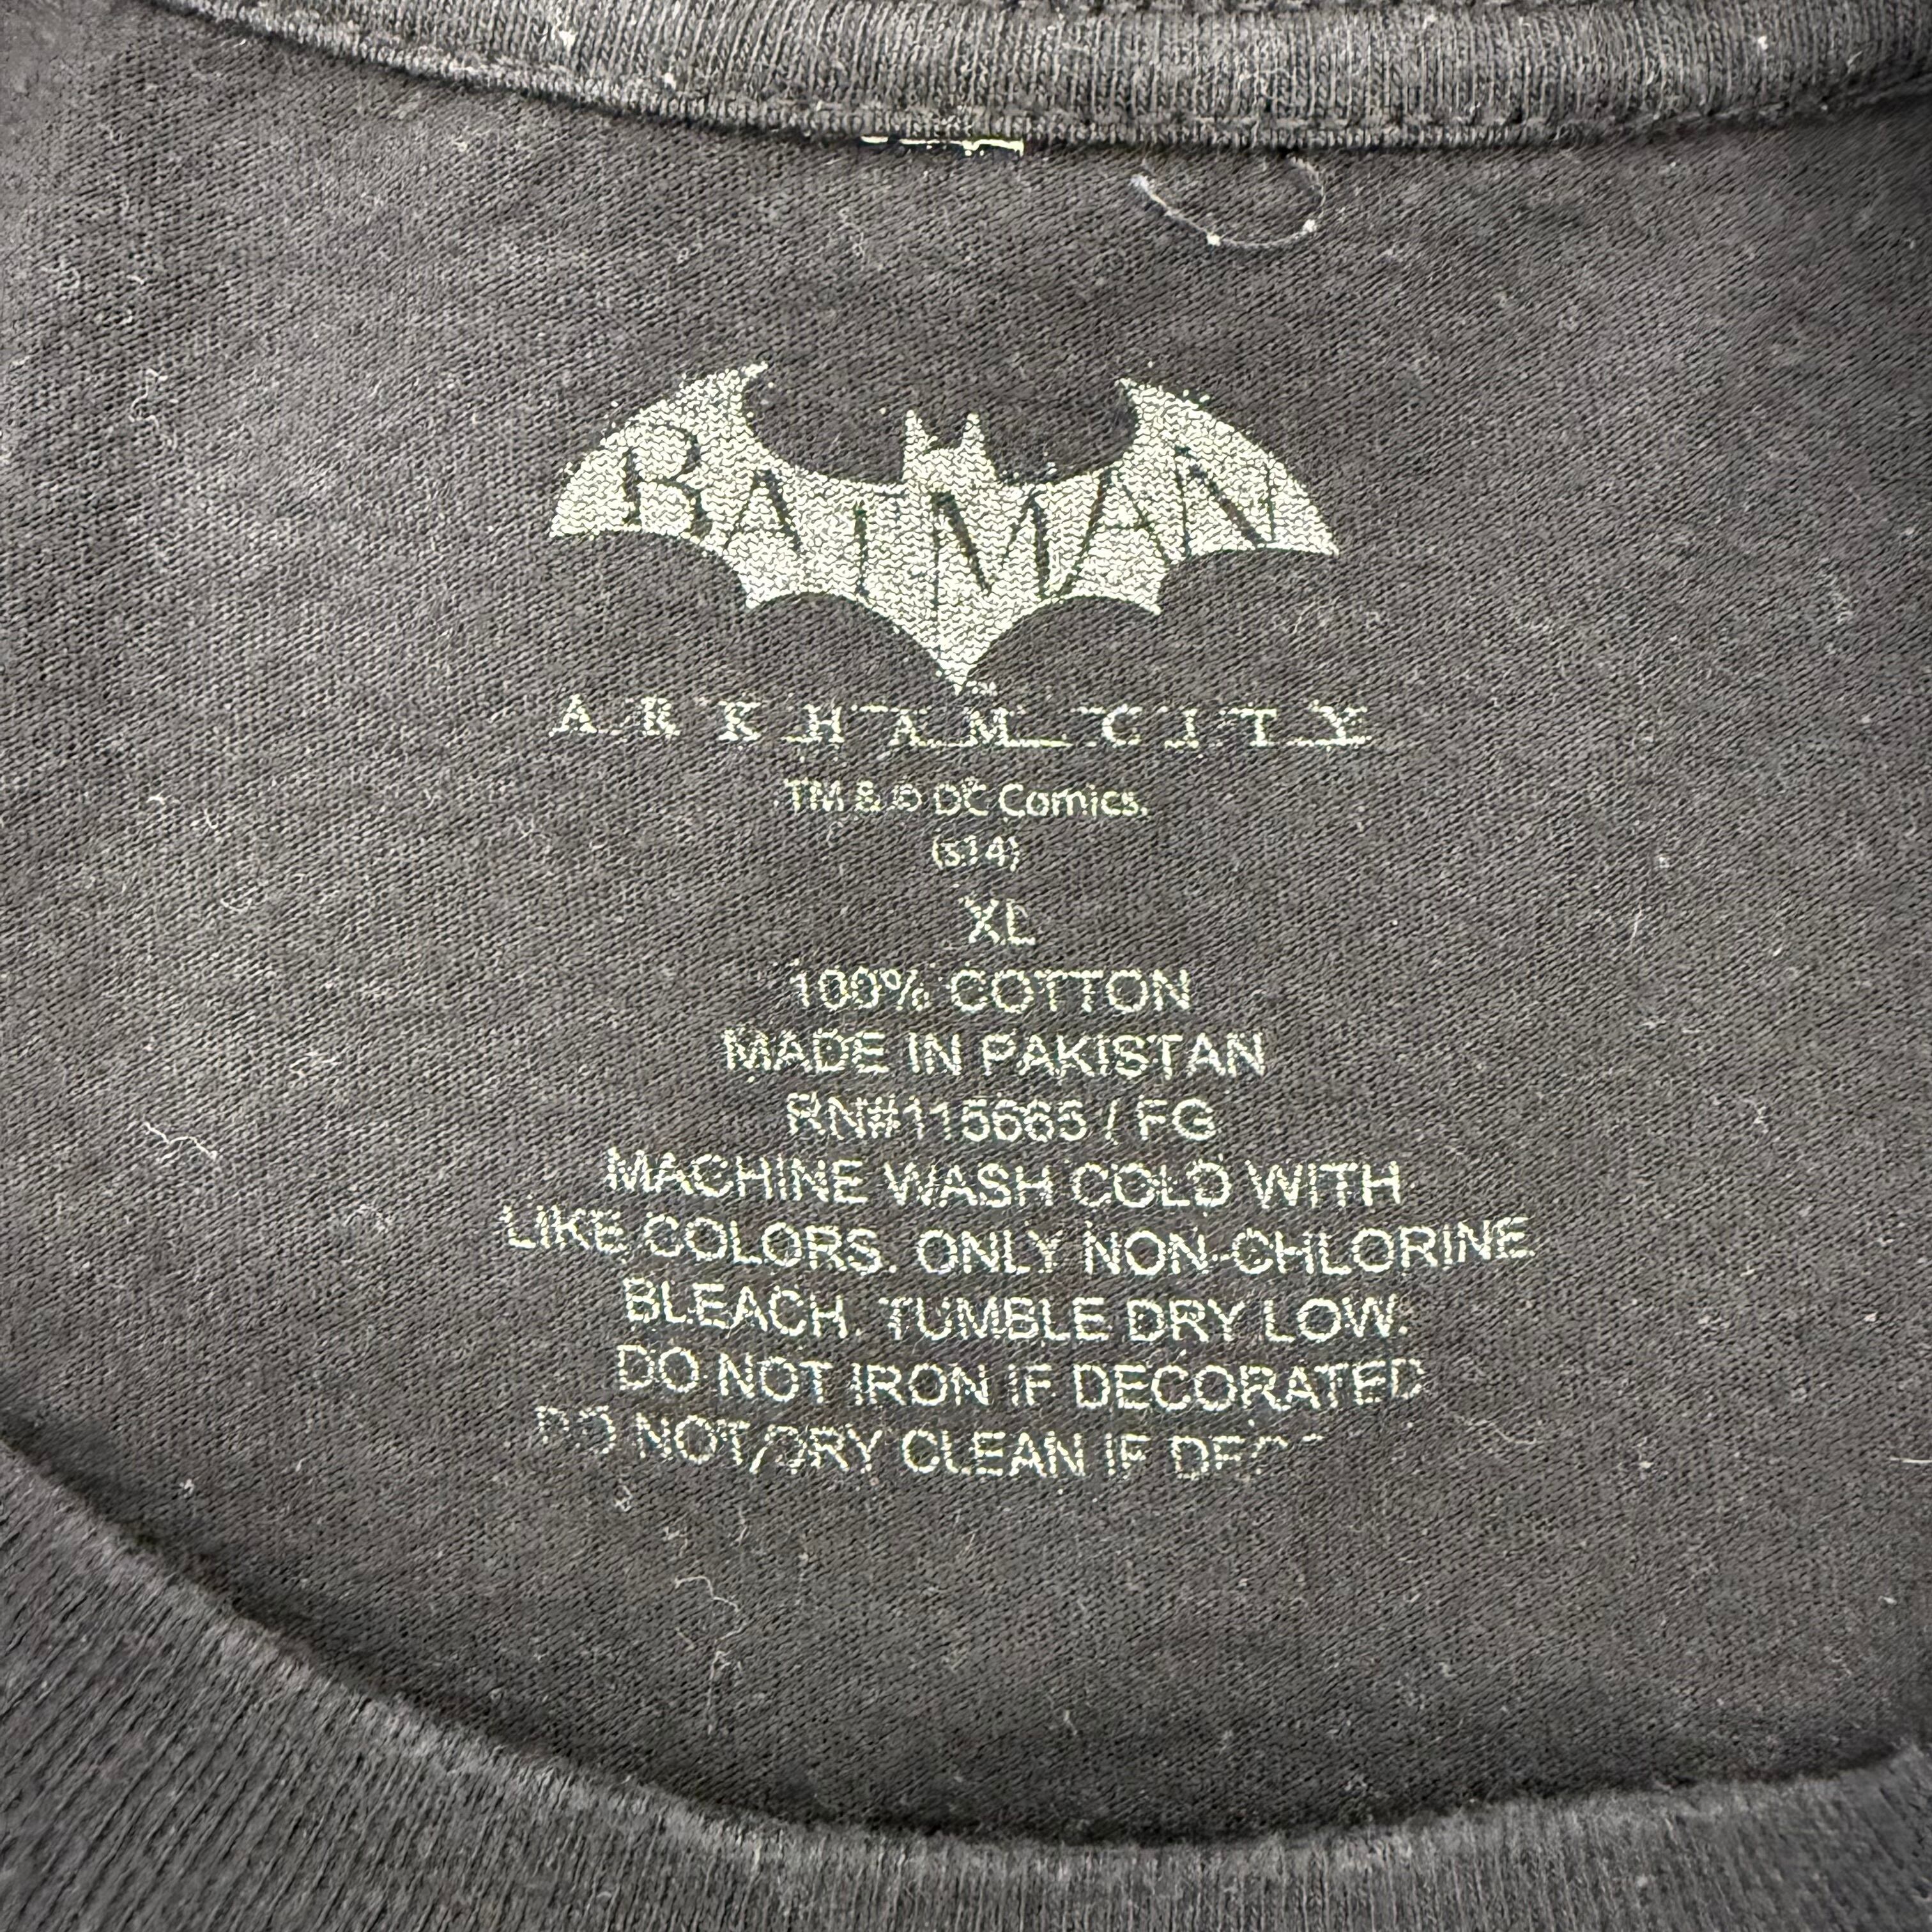 BATMAN
ARKHAM CITY
TM & © DC Comics.
(s14)
XL
100% COTTON
MADE IN PAKISTAN
RN#115665 / FG
MACHINE WASH COLD WITH
LIKE COLORS. ONLY NON-CHLORINE
BLEACH. TUMBLE DRY LOW.
DO NOT IRON IF DECORATED
DO NOT DRY CLEAN IF